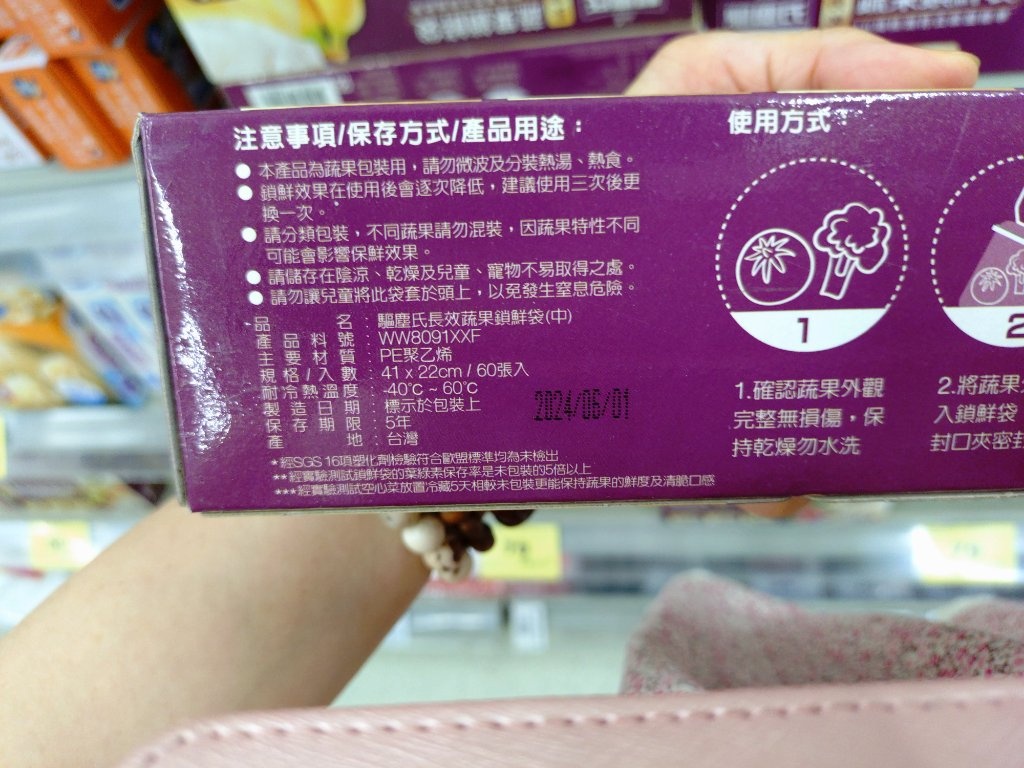 注意事項/保存方式/產品用途：
● 本產品為蔬果包裝用，請勿微波及分裝熱湯、熱食。
● 鎖鮮效果在使用後會逐次降低，建議使用三次後更
換一次。
● 請分類包裝，不同蔬果請勿混裝，因蔬果特性不同
可能會影響保鮮效果。
● 請儲存在陰涼、乾燥及兒童、寵物不易取得之處。
● 請勿讓兒童將此袋套於頭上，以免發生窒息危險。
品名：驅塵氏長效蔬果鎖鮮袋(中)
產品料號：WW8091XXF
主要材質：PE聚乙烯
規格/入數：41 x 22cm / 60張入
耐冷熱溫度：-40℃ ~ 60℃
製造日期：標示於包裝上
2024/06/01
保存期限：5年
產地：台灣
*經SGS 16項塑化劑檢驗符合歐盟標準均為未檢出
**經實驗測試鎖鮮袋的葉綠素保存率是未包裝的5倍以上
***經實驗測試空心菜放置冷藏5天相較未包裝更能保持蔬果的鮮度及清脆口感
使用方式
1
1.確認蔬果外觀
完整無損傷，保
持乾燥勿水洗
2
2.將蔬果
入鎖鮮袋
封口夾密封